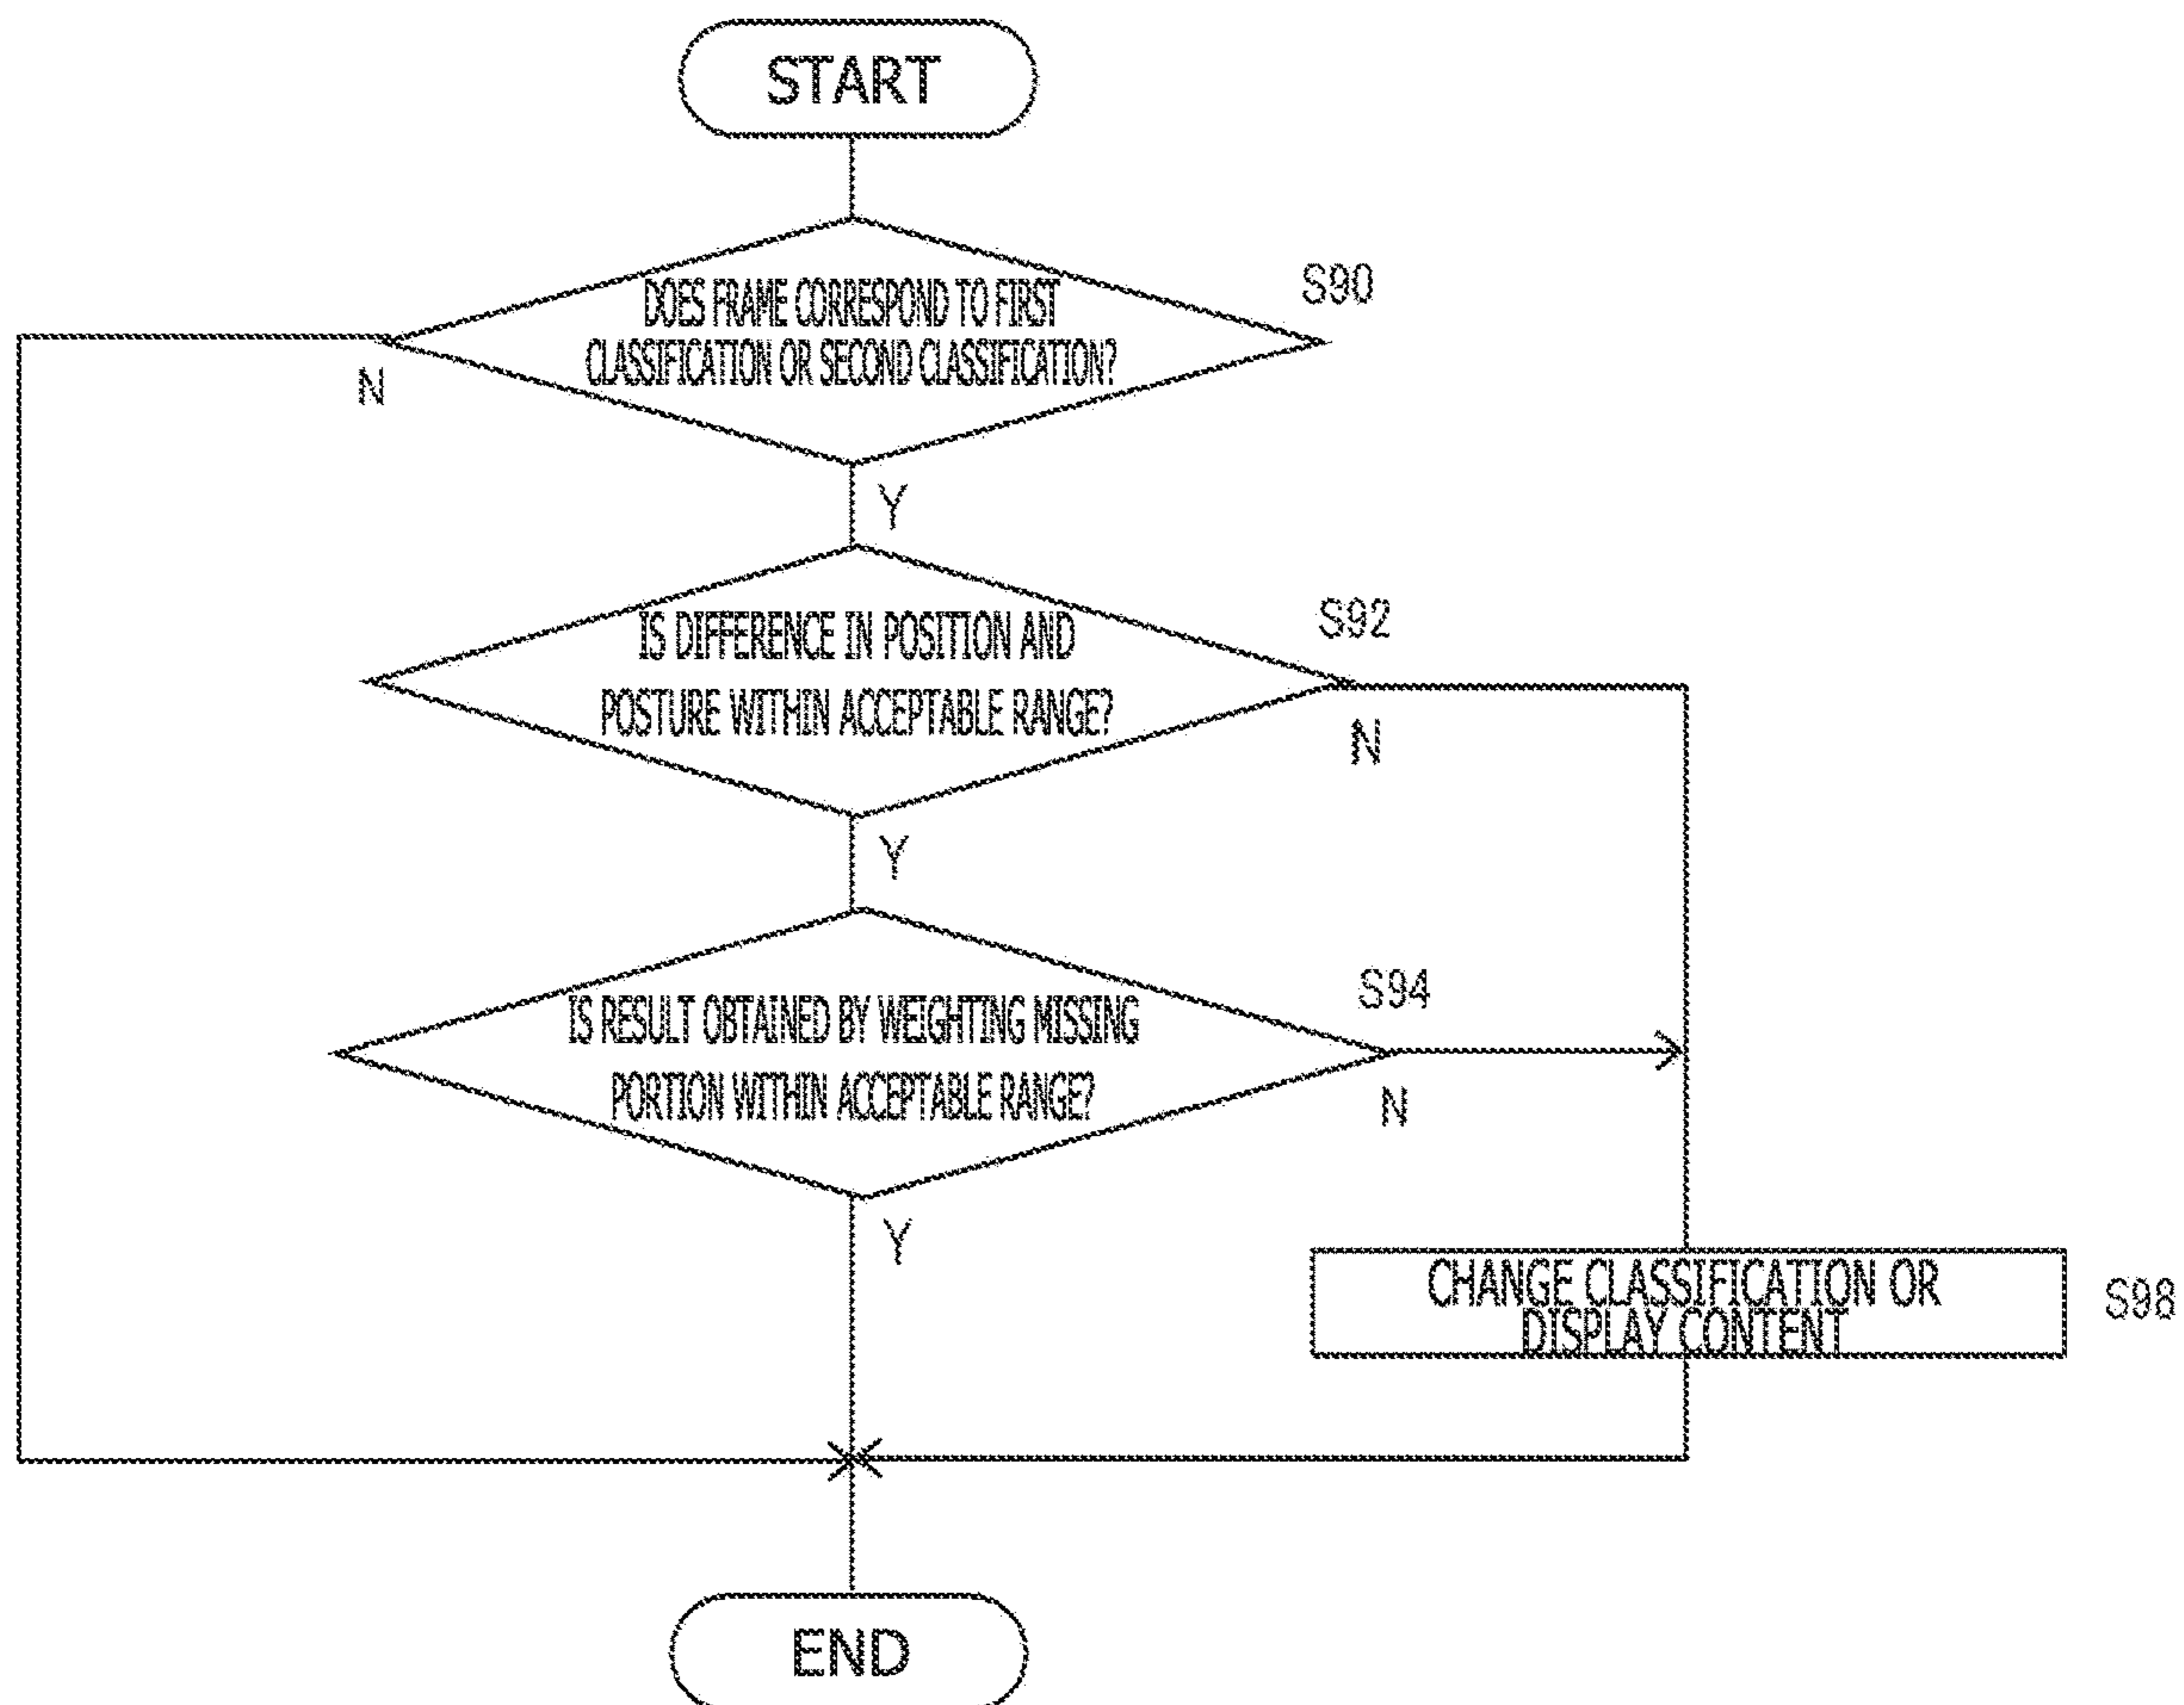 START
DOES FRAME CORRESPOND TO FIRST
CLASSIFICATION OR SECOND CLASSIFICATION?
S90
N
Y
IS DIFFERENCE IN POSITION AND
POSTURE WITHIN ACCEPTABLE RANGE?
S92
N
Y
IS RESULT OBTAINED BY WEIGHTING MISSING
PORTION WITHIN ACCEPTABLE RANGE?
S94
N
Y
CHANGE CLASSIFICATION OR
DISPLAY CONTENT
S98
END